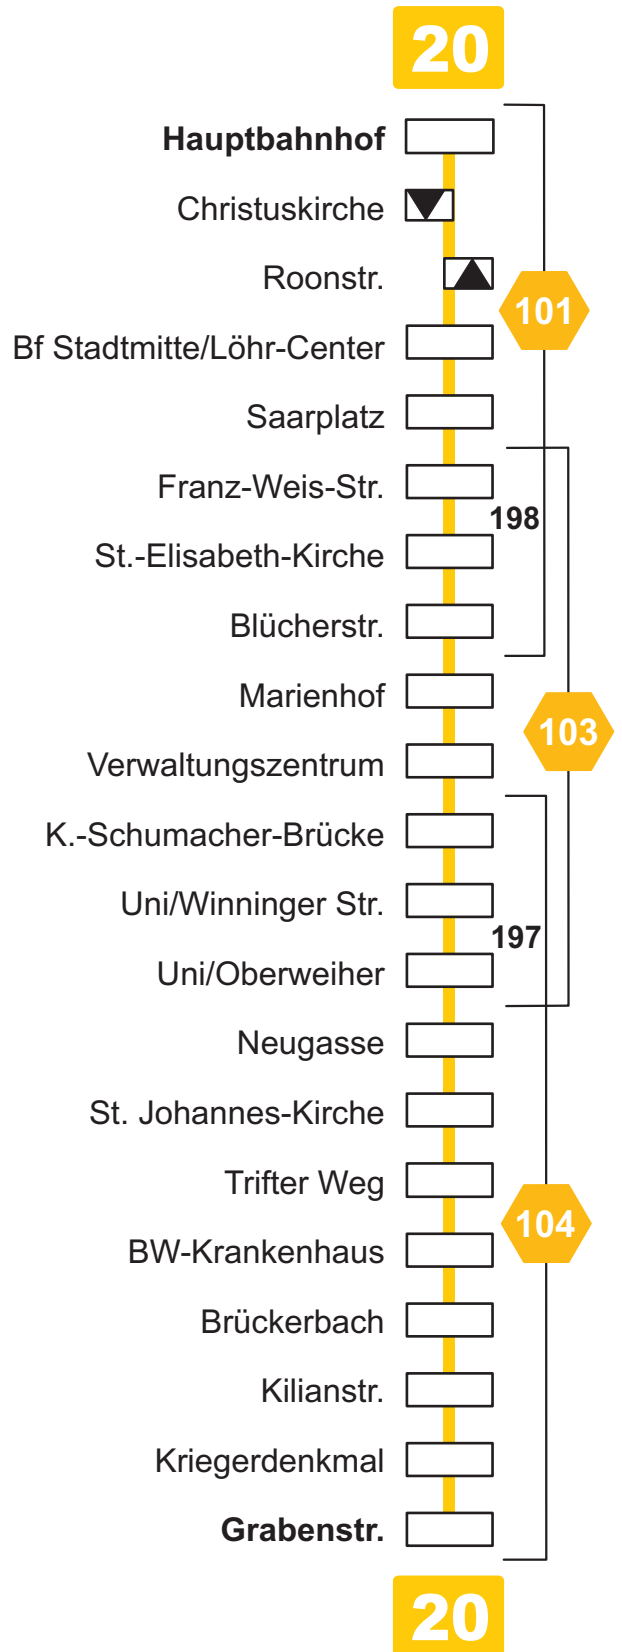 20
Hauptbahnhof
Christuskirche
Roonstr.
101
Bf Stadtmitte/Löhr-Center
Saarplatz
Franz-Weis-Str.
198
St.-Elisabeth-Kirche
Blücherstr.
Marienhof
103
Verwaltungszentrum
K.-Schumacher-Brücke
Uni/Winninger Str.
197
Uni/Oberweiher
Neugasse
St. Johannes-Kirche
Trifter Weg
104
BW-Krankenhaus
Brückerbach
Kilianstr.
Kriegerdenkmal
Grabenstr.
20